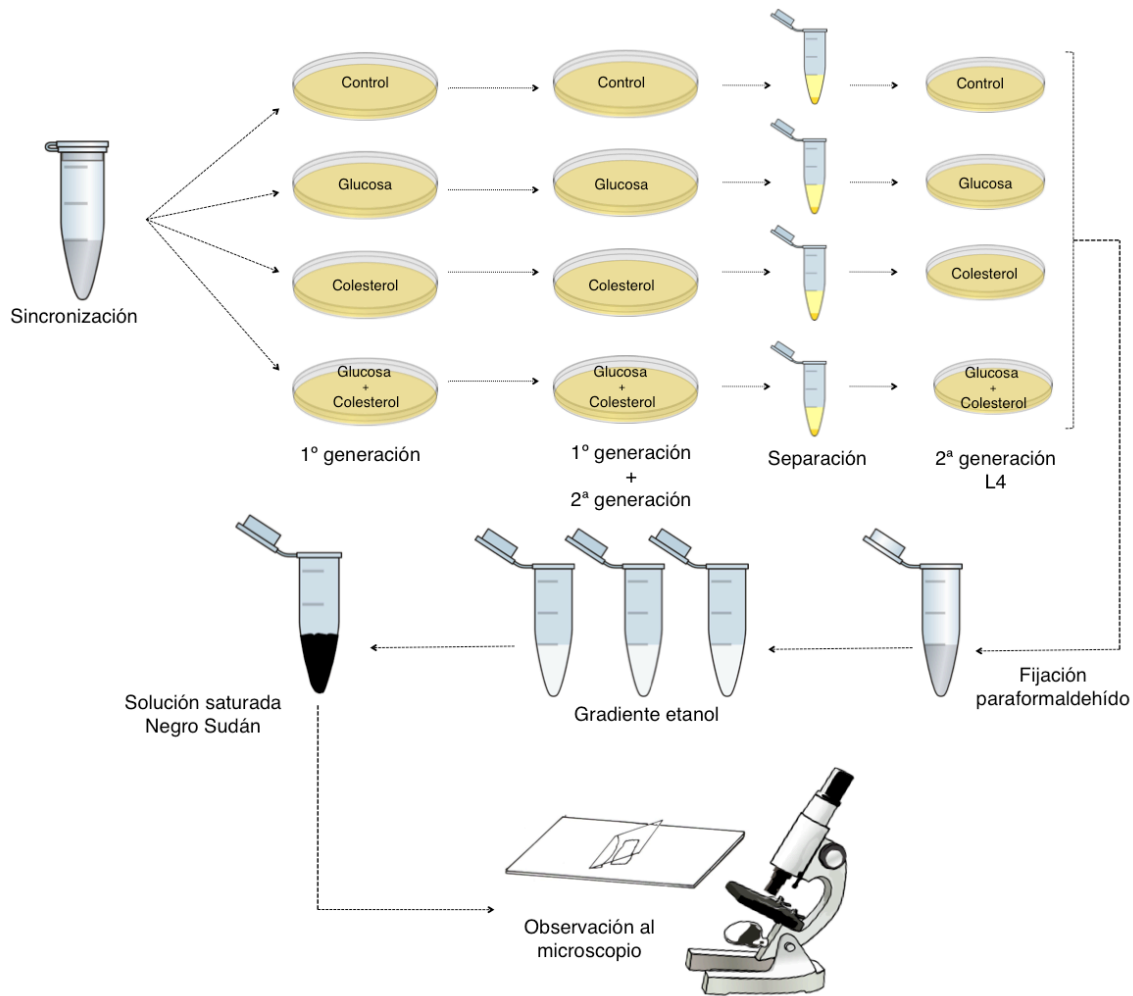 Control
Control
Control
Glucosa
Glucosa
Glucosa
Colesterol
Colesterol
Colesterol
Glucosa
+
Colesterol
Glucosa
+
Colesterol
Glucosa
+
Colesterol
Sincronización
1º generación
1º generación
+
2ª generación
Separación
2ª generación
L4
Fijación
paraformaldehído
Gradiente etanol
Solución saturada
Negro Sudán
Observación al
microscopio